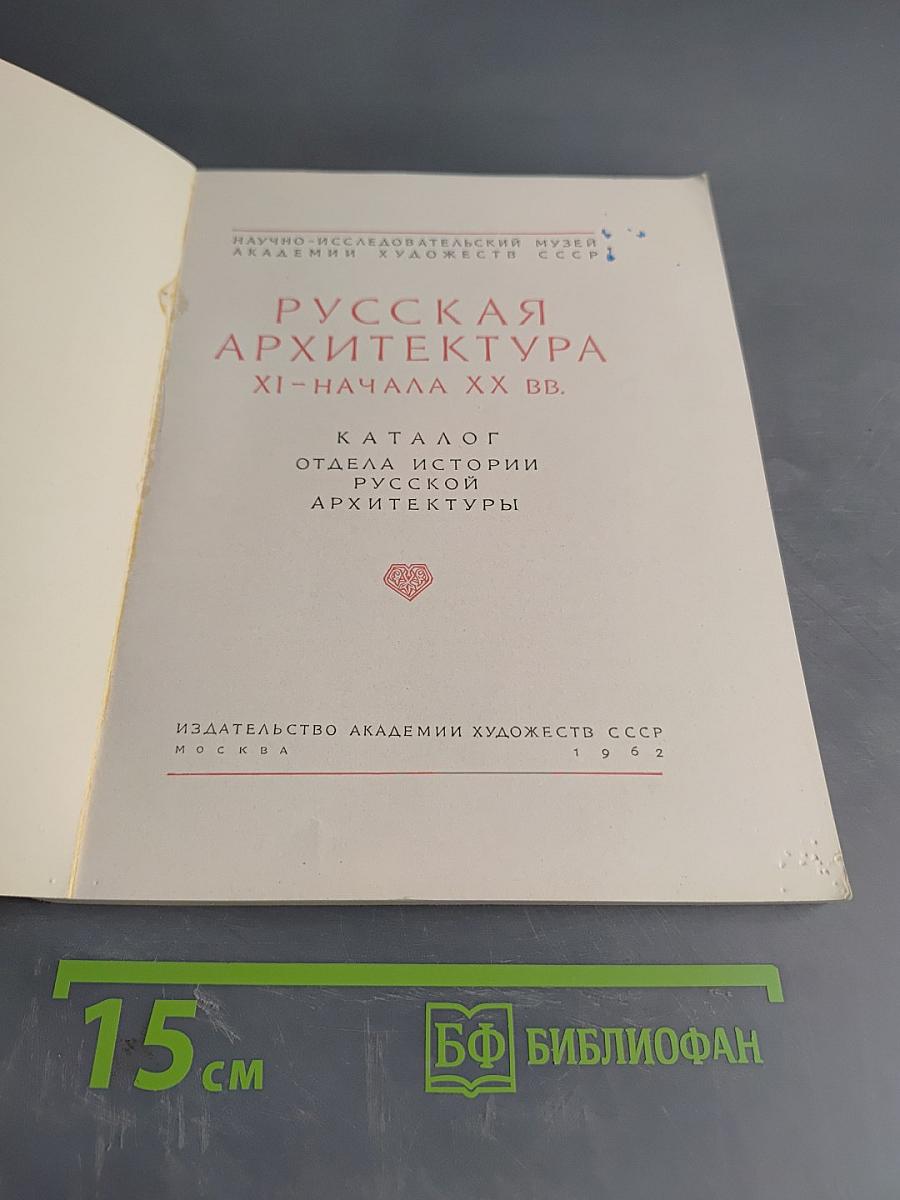 НАУЧНО-ИССЛЕДОВАТЕЛЬСКИЙ МУЗЕЙ
АКАДЕМИИ ХУДОЖЕСТВ СССР
РУССКАЯ
АРХИТЕКТУРА
XI – НАЧАЛА XX ВВ.
КАТАЛОГ
ОТДЕЛА ИСТОРИИ
РУССКОЙ
АРХИТЕКТУРЫ
ИЗДАТЕЛЬСТВО АКАДЕМИИ ХУДОЖЕСТВ СССР
МОСКВА 1962
15 см
БФ БИБЛИОФАН